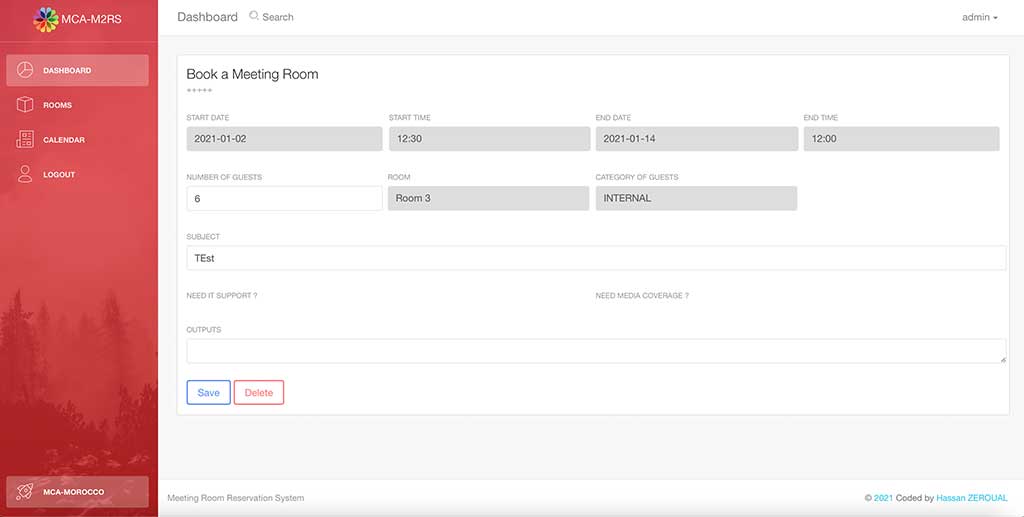 MCA-M2RS
Dashboard Search admin
DASHBOARD
ROOMS
CALENDAR
LOGOUT
MCA-MOROCCO
Book a Meeting Room
+++++
START DATE START TIME END DATE END TIME
2021-01-02 12:30 2021-01-14 12:00
NUMBER OF GUESTS ROOM CATEGORY OF GUESTS
6 Room 3 INTERNAL
SUBJECT
TEst
NEED IT SUPPORT ? NEED MEDIA COVERAGE ?
OUTPUTS
Save Delete
Meeting Room Reservation System © 2021 Coded by Hassan ZEROUAL